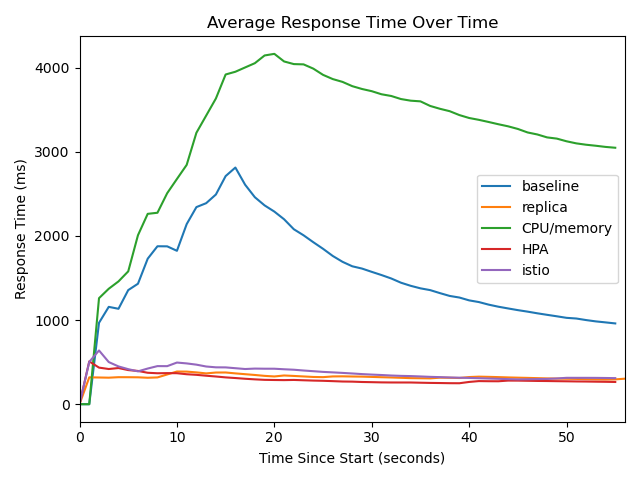 Average Response Time Over Time
Response Time (ms)
4000
3000
2000
1000
0
baseline
replica
CPU/memory
HPA
istio
0 10 20 30 40 50
Time Since Start (seconds)